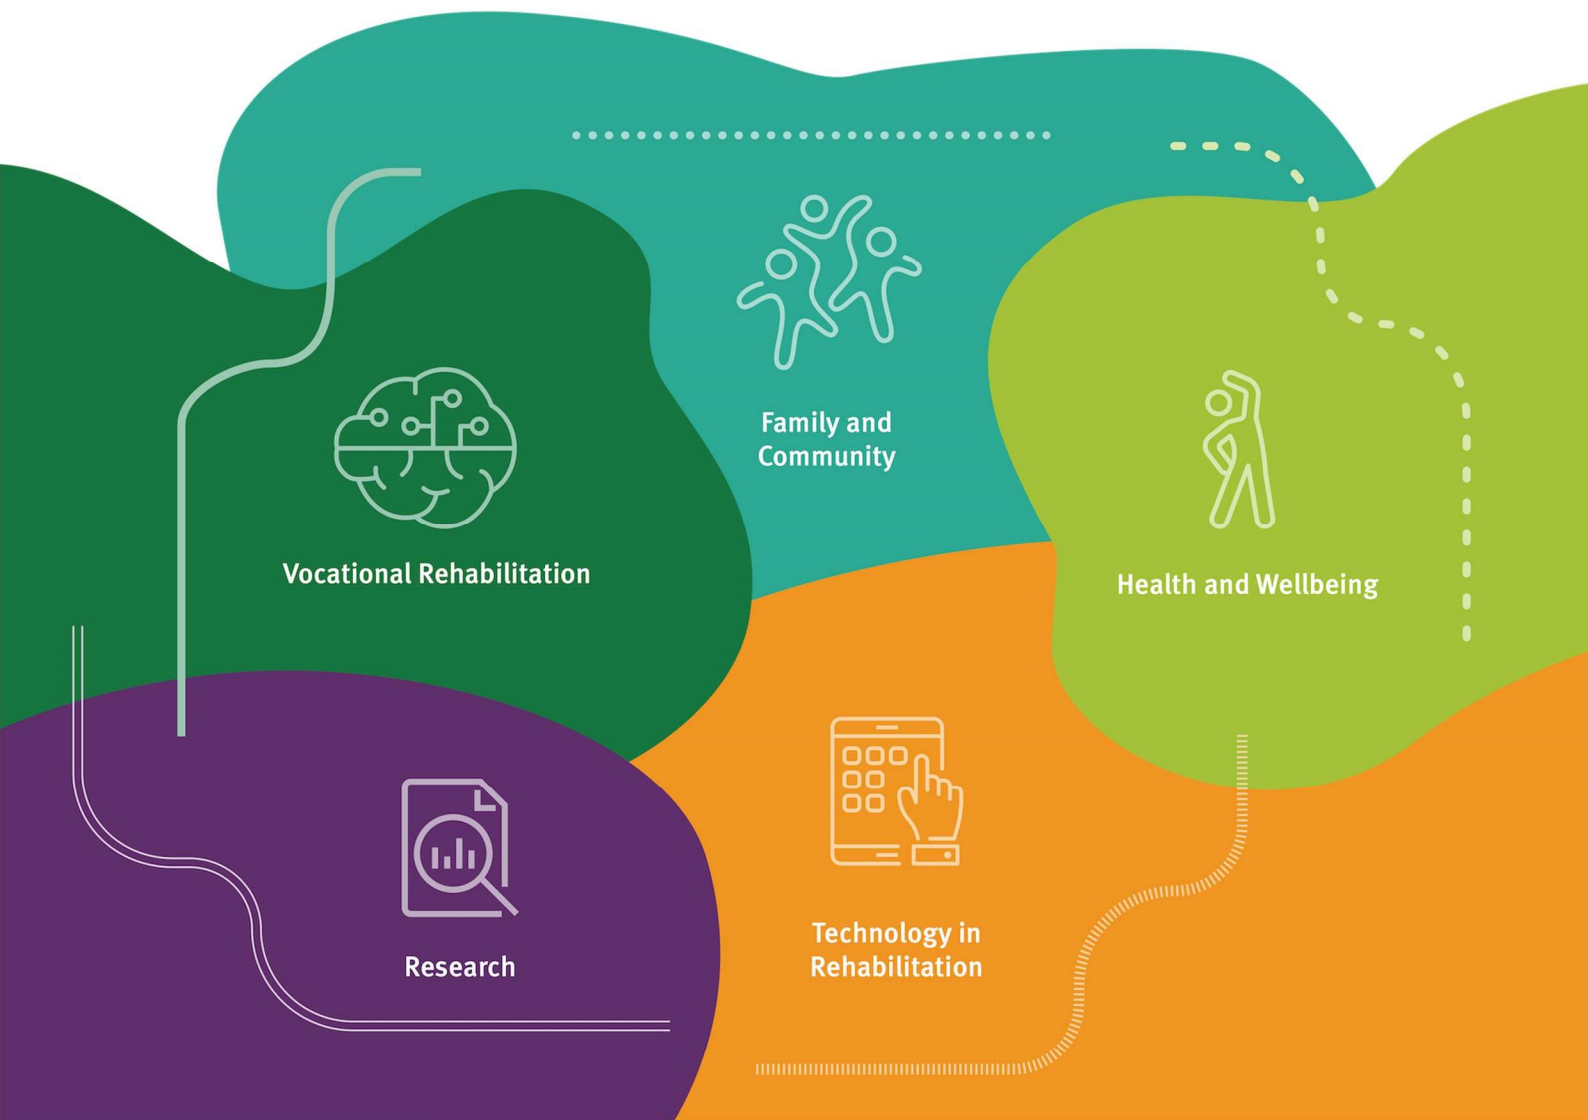 Family and
Community
Vocational Rehabilitation
Health and Wellbeing
Technology in
Rehabilitation
Research